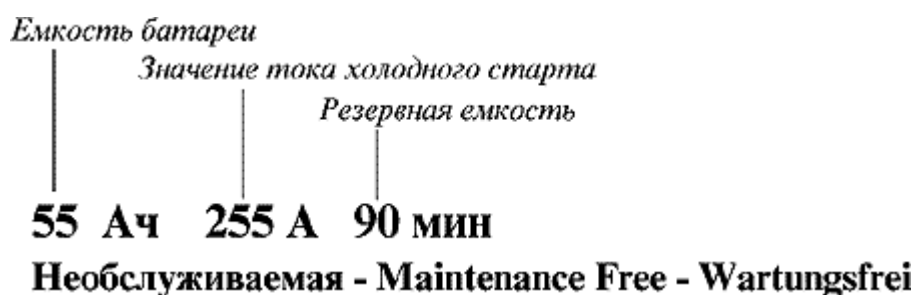 Емкость батареи
Значение тока холодного старта
Резервная емкость
55 Ач 255 А 90 мин
Необслуживаемая - Maintenance Free - Wartungsfrei